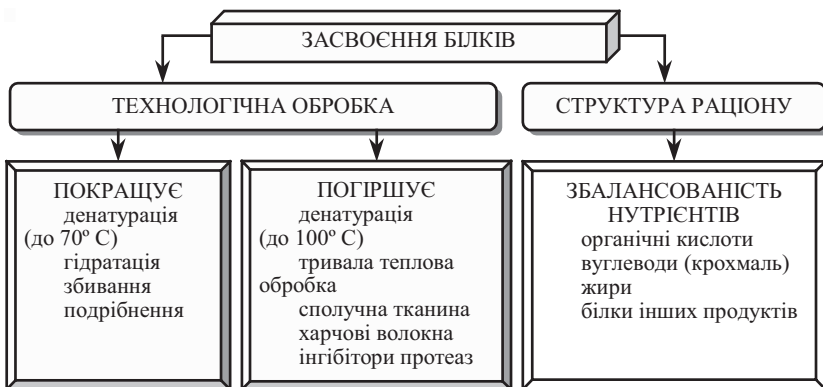 ЗАСВОЄННЯ БІЛКІВ
ТЕХНОЛОГІЧНА ОБРОБКА
СТРУКТУРА РАЦІОНУ
ПОКРАЩУЄ
денатурація
(до 70º С)
гідратація
збивання
подрібнення
ПОГІРШУЄ
денатурація
(до 100º С)
тривала теплова
обробка
сполучна тканина
харчові волокна
інгібітори протеаз
ЗБАЛАНСОВАНІСТЬ
НУТРІЄНТІВ
органічні кислоти
вуглеводи (крохмаль)
жири
білки інших продуктів